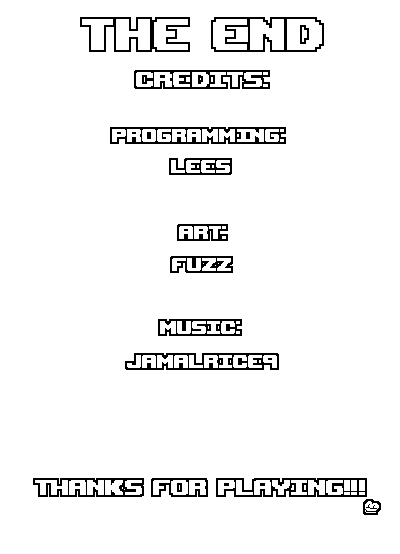 THE END
CREDITS:
PROGRAMMING:
LEES
ART:
FUZZ
MUSIC:
JAMALRICE9
THANKS FOR PLAYING!!!